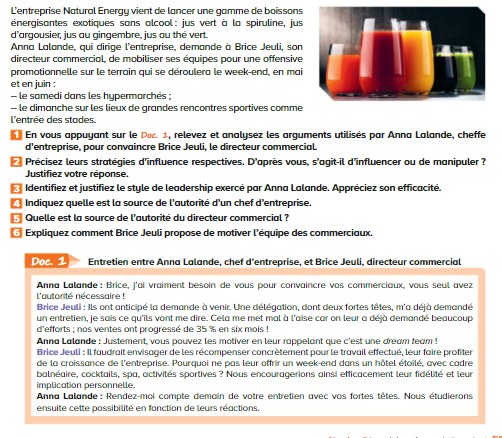 L'entreprise Natural Energy vient de lancer une gamme de boissons
énergisantes exotiques sans alcool : jus vert à la spiruline, jus
d'argousier, jus au gingembre, jus au thé vert.
Anna Lalande, qui dirige l'entreprise, demande à Brice Jeuli, son
directeur commercial, de mobiliser ses équipes pour une offensive
promotionnelle sur le terrain qui se déroulera le week-end, en mai
et en juin :
– le samedi dans les hypermarchés ;
– le dimanche sur les lieux de grandes rencontres sportives comme
l'entrée des stades.
1 En vous appuyant sur le Doc. 1, relevez et analysez les arguments utilisés par Anna Lalande, cheffe
d'entreprise, pour convaincre Brice Jeuli, le directeur commercial.
2 Précisez leurs stratégies d'influence respectives. D'après vous, s'agit-il d'influencer ou de manipuler ?
Justifiez votre réponse.
3 Identifiez et justifiez le style de leadership exercé par Anna Lalande. Appréciez son efficacité.
4 Indiquez quelle est la source de l'autorité d'un chef d'entreprise.
5 Quelle est la source de l'autorité du directeur commercial ?
6 Expliquez comment Brice Jeuli propose de motiver l'équipe des commerciaux.
Doc. 1 Entretien entre Anna Lalande, chef d'entreprise, et Brice Jeuli, directeur commercial
Anna Lalande : Brice, j'ai vraiment besoin de vous pour convaincre vos commerciaux, vous seul avez
l'autorité nécessaire !
Brice Jeuli : Ils ont anticipé la demande à venir. Une délégation, dont deux fortes têtes, m'a déjà demandé
un entretien, je sais ce qu'ils vont me dire. Cela me met mal à l'aise car on leur a déjà demandé beaucoup
d'efforts ; nos ventes ont progressé de 35 % en six mois !
Anna Lalande : Justement, vous pouvez les motiver en leur rappelant que c'est une dream team !
Brice Jeuli : Il faudrait envisager de les récompenser concrètement pour le travail effectué, leur faire profiter
de la croissance de l'entreprise. Pourquoi ne pas leur offrir un week-end dans un hôtel étoilé, avec cadre
balnéaire, cocktails, spa, activités sportives ? Nous encouragerions ainsi efficacement leur fidélité et leur
implication personnelle.
Anna Lalande : Rendez-moi compte demain de votre entretien avec vos fortes têtes. Nous étudierons
ensuite cette possibilité en fonction de leurs réactions.